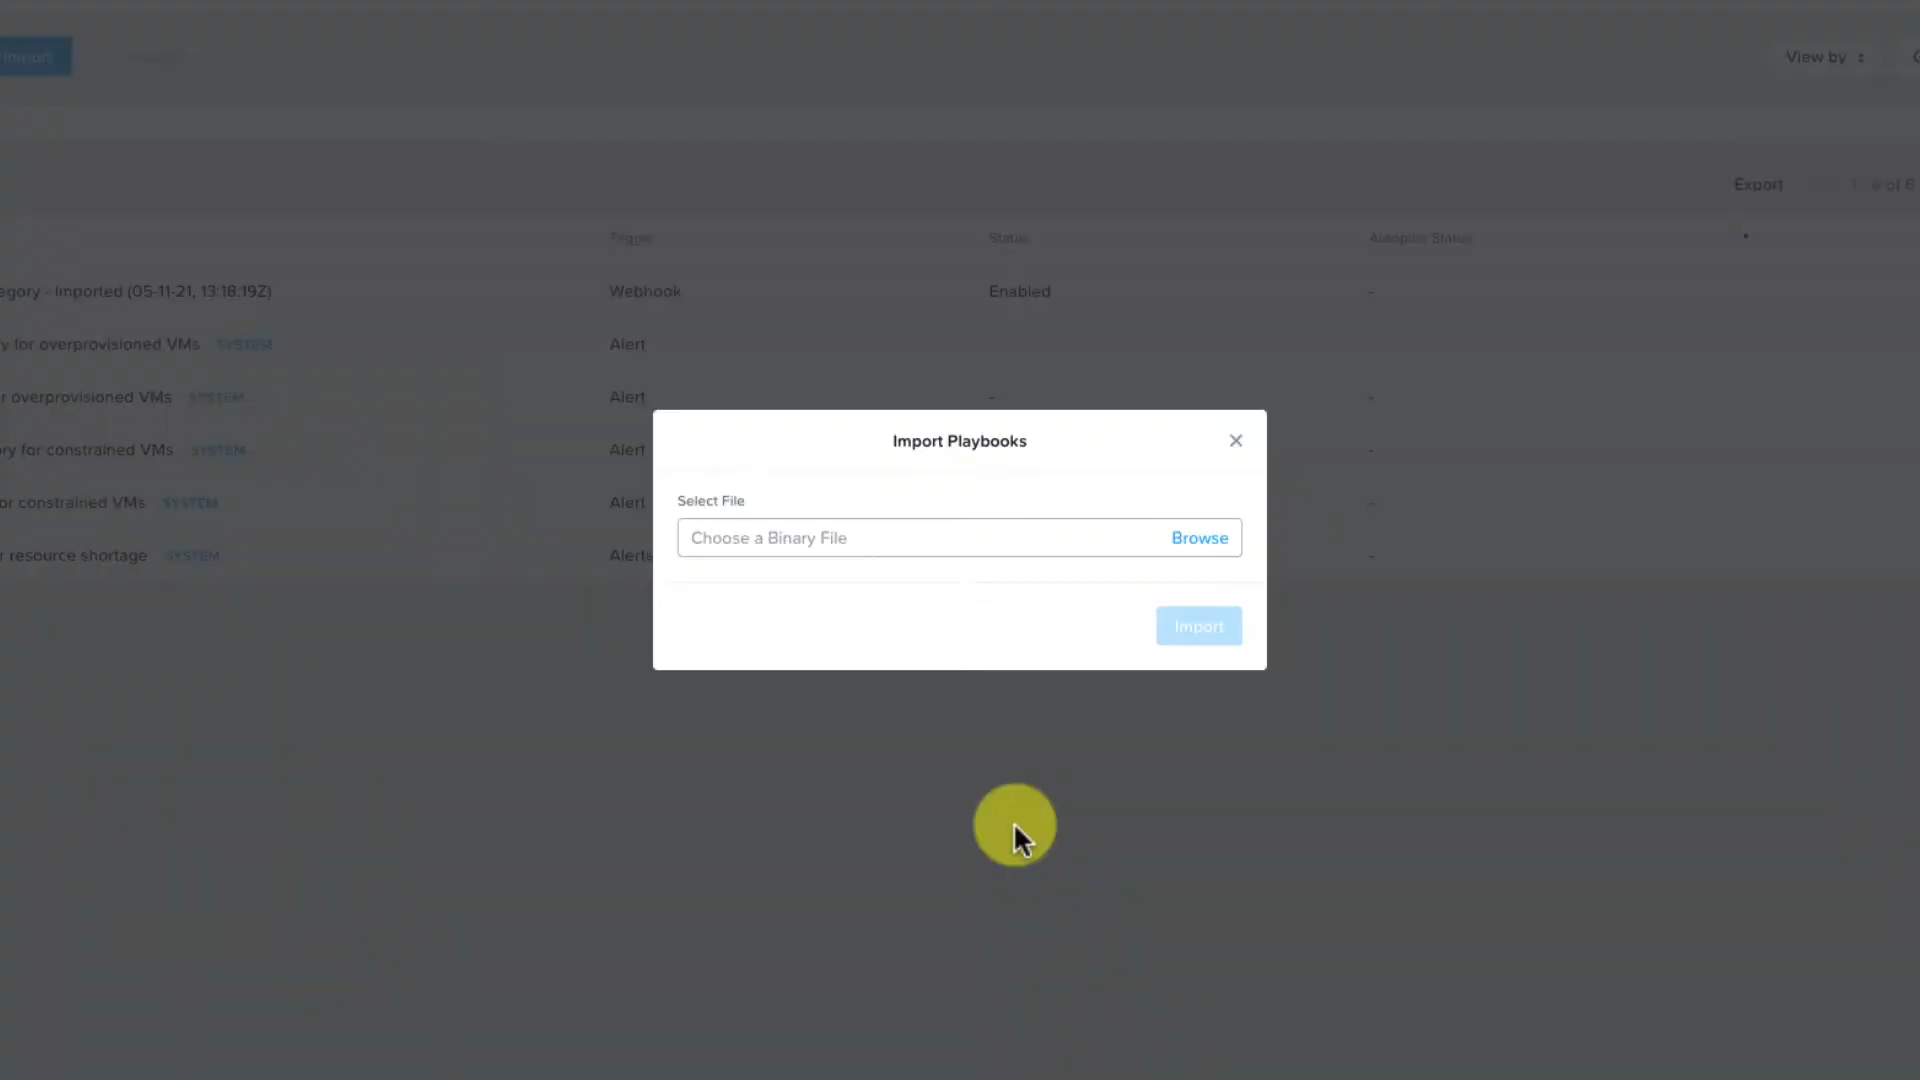 Import
View by
Export 1 - 6 of 6
Trigger Status Autopilot Status
egory - Imported (05-11-21, 13:18:19Z) Webhook Enabled -
y for overprovisioned VMs SYSTEM Alert
r overprovisioned VMs SYSTEM Alert - -
Import Playbooks
ory for constrained VMs SYSTEM Alert -
Select File
or constrained VMs SYSTEM Alert -
Choose a Binary File Browse
r resource shortage SYSTEM Alerts -
Import